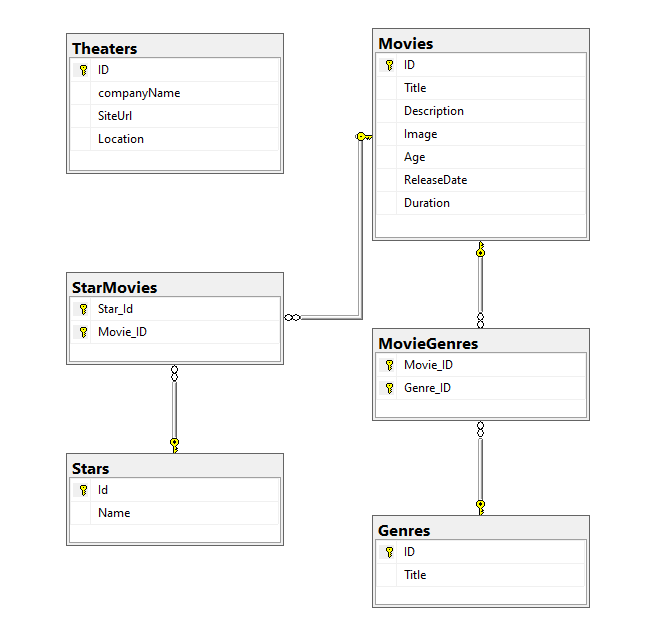 Theaters
ID
companyName
SiteUrl
Location
Movies
ID
Title
Description
Image
Age
ReleaseDate
Duration
StarMovies
Star_Id
Movie_ID
MovieGenres
Movie_ID
Genre_ID
Stars
Id
Name
Genres
ID
Title